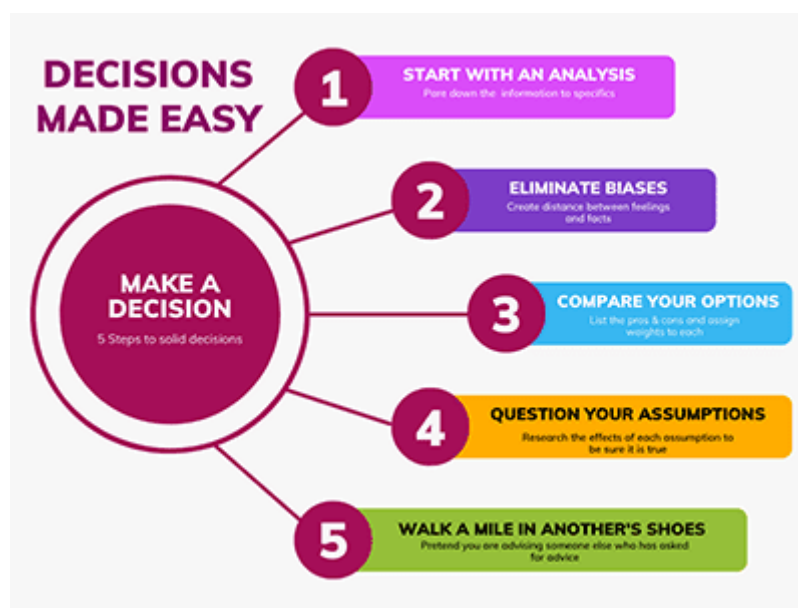 DECISIONS
MADE EASY
MAKE A
DECISION
5 Steps to solid decisions
1
START WITH AN ANALYSIS
Pare down the information to specifics
2
ELIMINATE BIASES
Create distance between feelings
and facts
3
COMPARE YOUR OPTIONS
List the pros & cons and assign
weights to each
4
QUESTION YOUR ASSUMPTIONS
Research the effects of each assumption to
be sure it is true
5
WALK A MILE IN ANOTHER'S SHOES
Pretend you are advising someone else who has asked
for advice